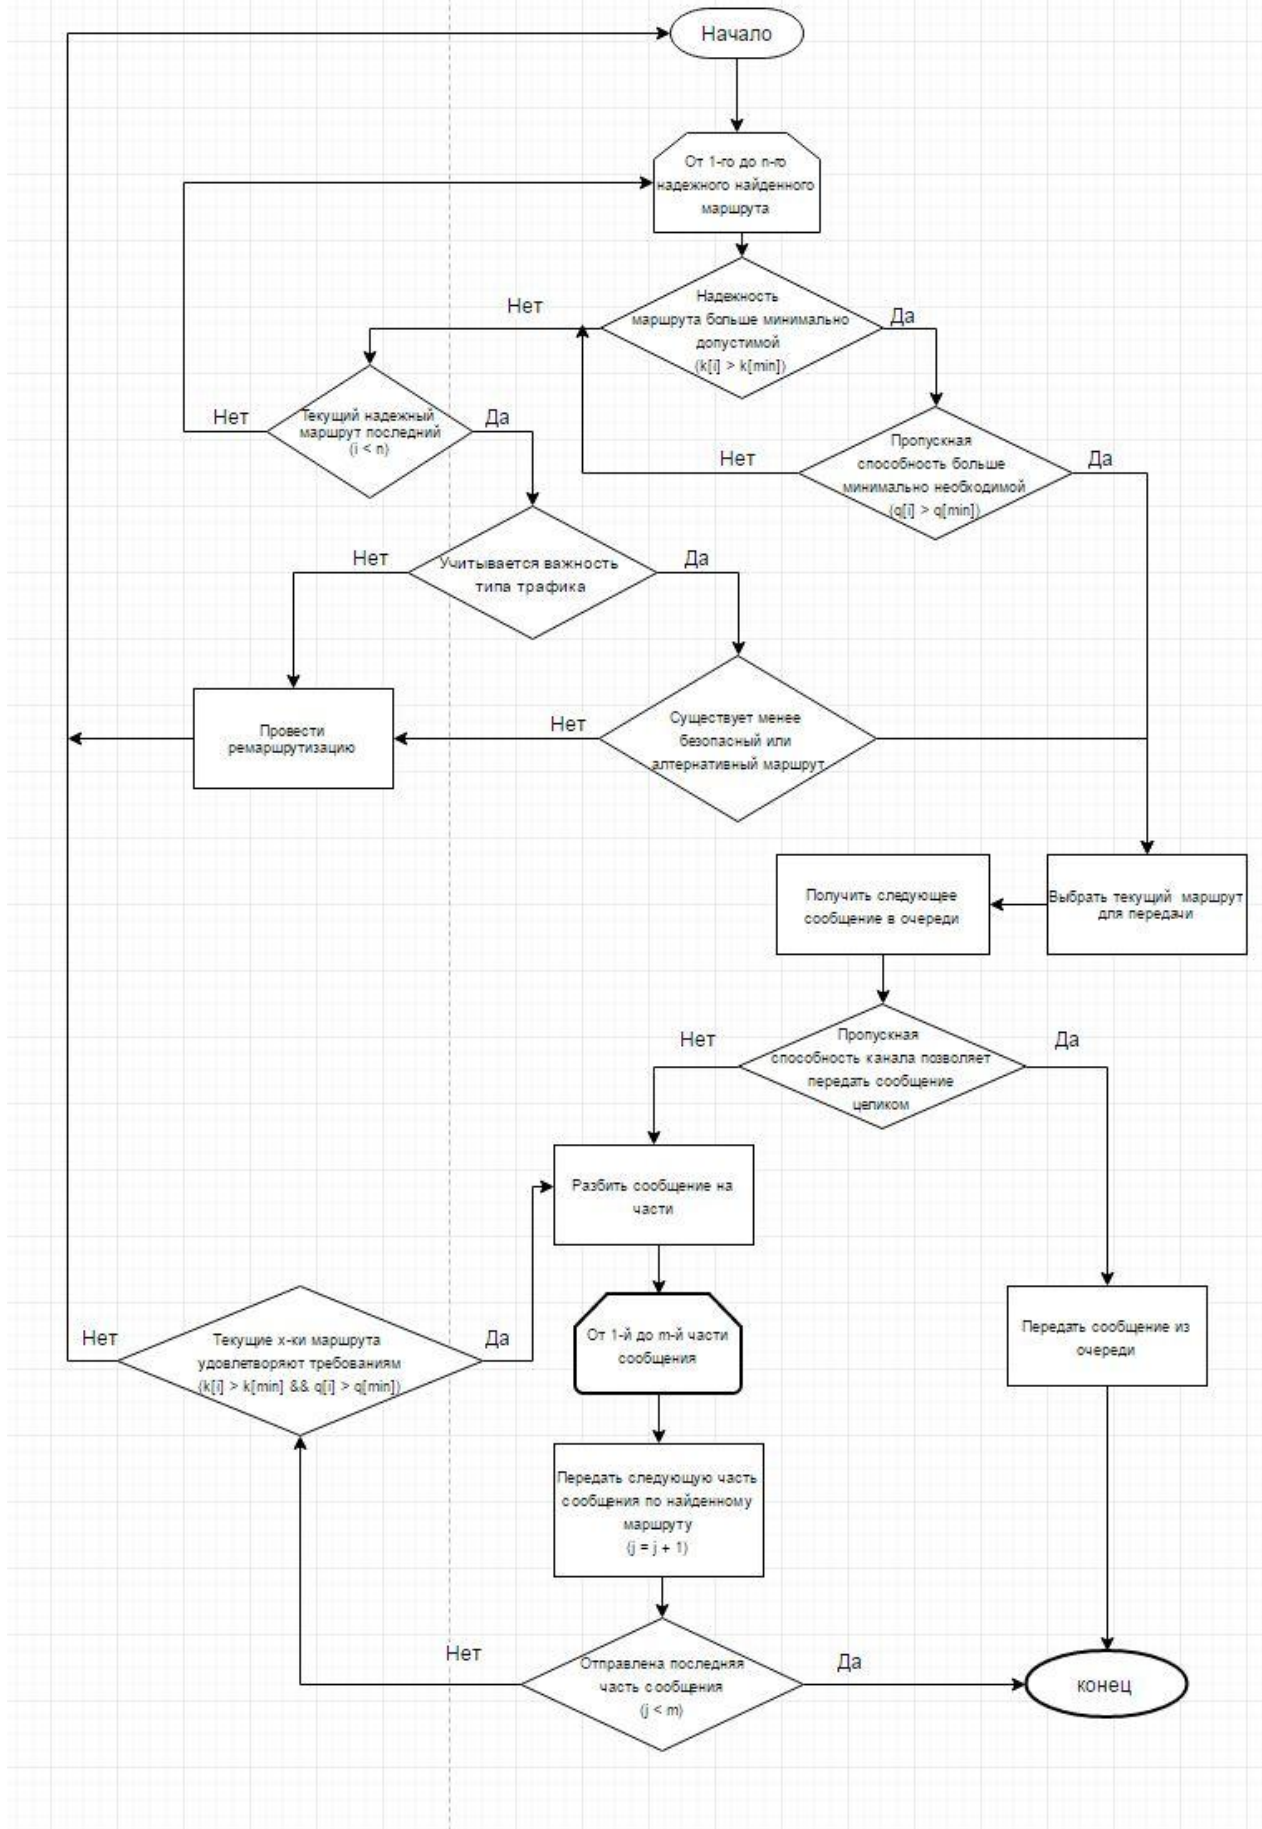 Начало
От 1-го до n-го
надежного найденного
маршрута
Надежность
маршрута больше минимально
допустимой
(k[i] > k[min])
Нет
Да
Текущий надежный
маршрут последний
(i < n)
Нет
Да
Пропускная
способность больше
минимально необходимой
(q[i] > q[min])
Нет
Да
Учитывается важность
типа трафика
Нет
Да
Провести
ремаршрутизацию
Нет
Существует менее
безопасный или
алтернативный маршрут
Получить следующее
сообщение в очереди
Выбрать текущий маршрут
для передачи
Пропускная
способность канала позволяет
передать сообщение
целиком
Нет
Да
Разбить сообщение на
части
Текущие х-ки маршрута
удовлетворяют требованиям
(k[i] > k[min] && q[i] > q[min])
Нет
Да
От 1-й до m-й части
сообщения
Передать сообщение из
очереди
Передать следующую часть
сообщения по найденному
маршруту
(j = j + 1)
Отправлена последняя
часть сообщения
(j < m)
Нет
Да
конец